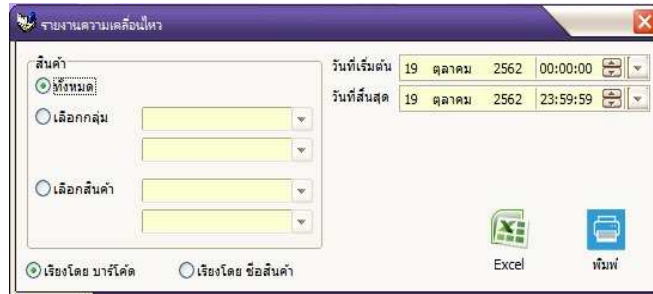 รายงานความเคลื่อนไหว
สินค้า
ทั้งหมด
เลือกกลุ่ม
เลือกสินค้า
วันที่เริ่มต้น 19 ตุลาคม 2562 00:00:00
วันที่สิ้นสุด 19 ตุลาคม 2562 23:59:59
Excel
พิมพ์
เรียงโดย บาร์โค้ด เรียงโดย ชื่อสินค้า